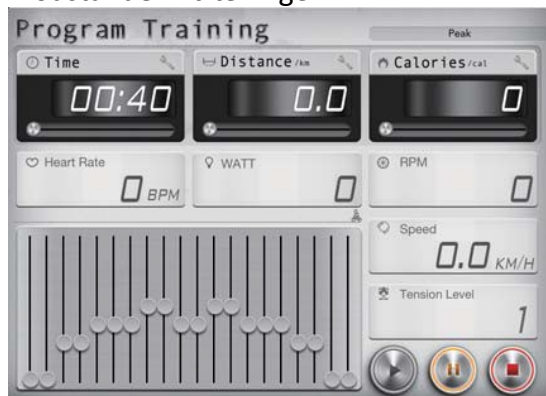 Program Training
Peak
Time
Distance/km
Calories/cal
00:40
0.0
0
Heart Rate
0 BPM
WATT
0
RPM
0
Speed
0.0 KM/H
Tension Level
1